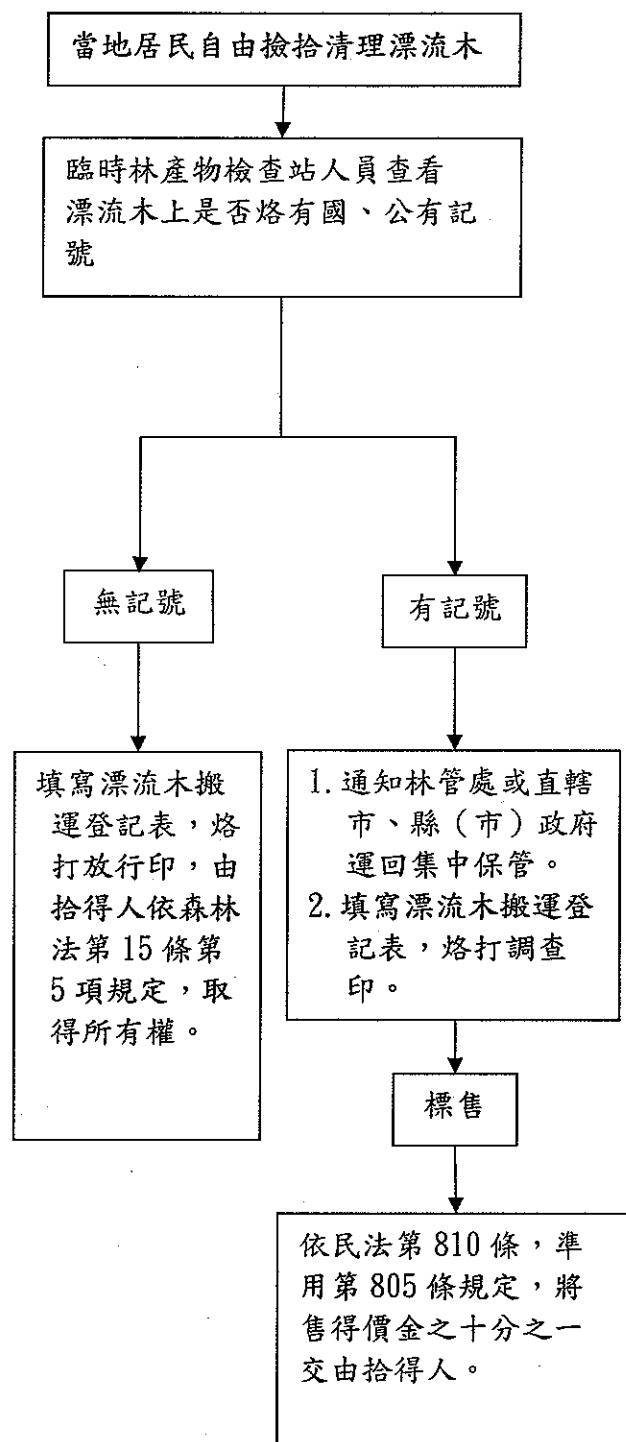 當地居民自由撿拾清理漂流木
臨時林產物檢查站人員查看
漂流木上是否烙有國、公有記
號
無記號
有記號
填寫漂流木搬
運登記表，烙
打放行印，由
拾得人依森林
法第15條第
5項規定，取
得所有權。
1.通知林管處或直轄
市、縣（市）政府
運回集中保管。
2.填寫漂流木搬運登
記表，烙打調查
印。
標售
依民法第810條，準
用第805條規定，將
售得價金之十分之一
交由拾得人。